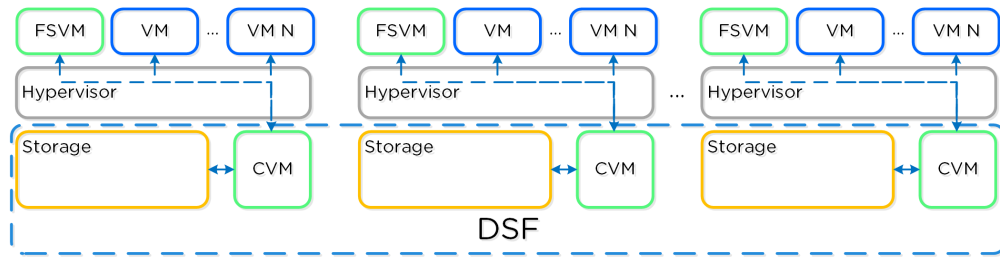 FSVM VM ... VM N FSVM VM ... VM N FSVM VM ... VM N
Hypervisor Hypervisor ... Hypervisor
Storage CVM Storage CVM Storage CVM
DSF